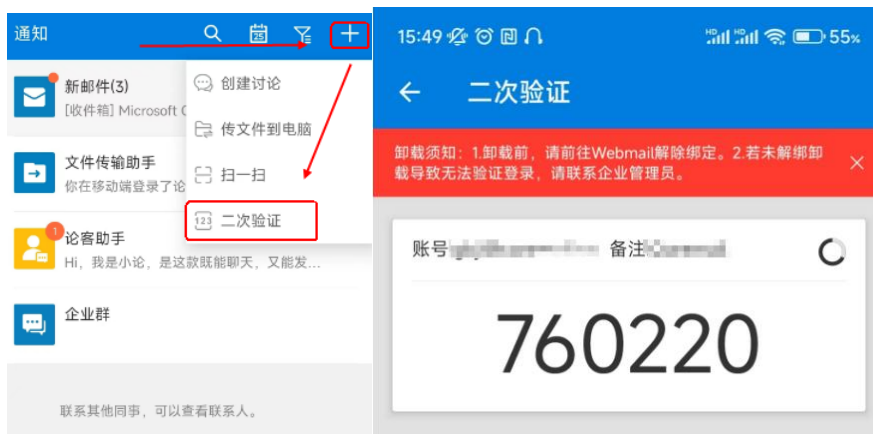 通知
25
新邮件(3)
[收件箱] Microsoft
文件传输助手
你在移动端登录了论
1
论客助手
Hi，我是小论，是这款既能聊天，又能发...
企业群
联系其他同事，可以查看联系人。
创建讨论
传文件到电脑
扫一扫
123 二次验证
15:49
HD HD 55%
二次验证
卸载须知：1.卸载前，请前往Webmail解除绑定。2.若未解绑卸
载导致无法验证登录，请联系企业管理员。
账号 备注
760220